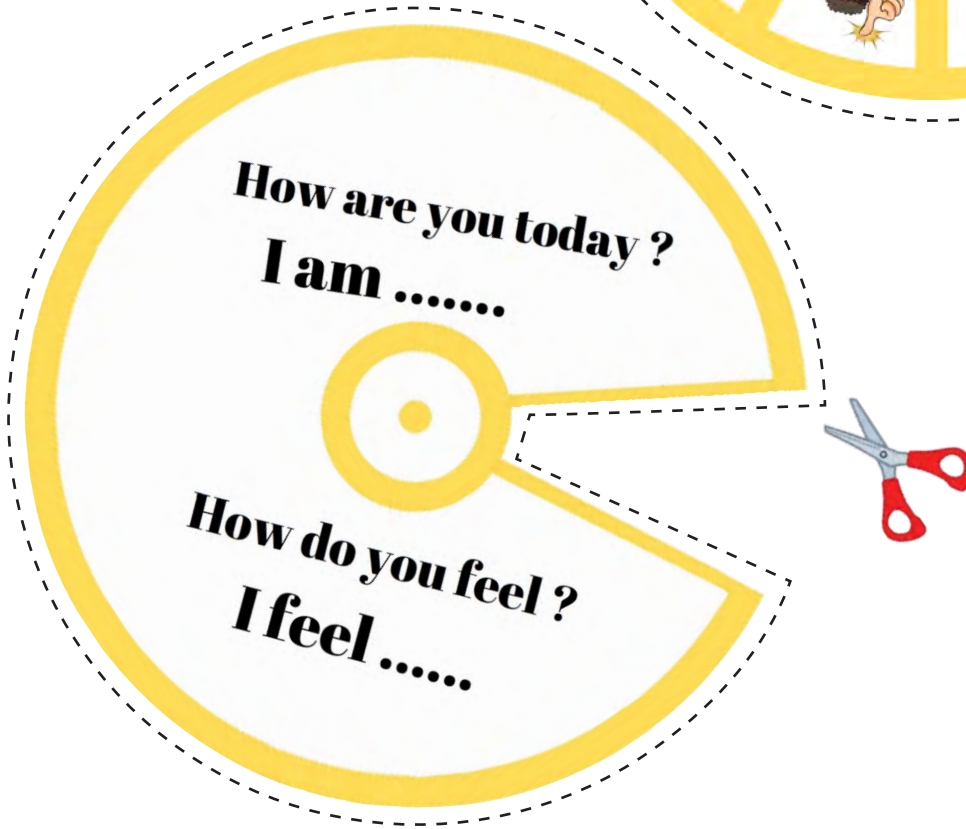 How are you today ?
I am .......
How do you feel ?
I feel ......